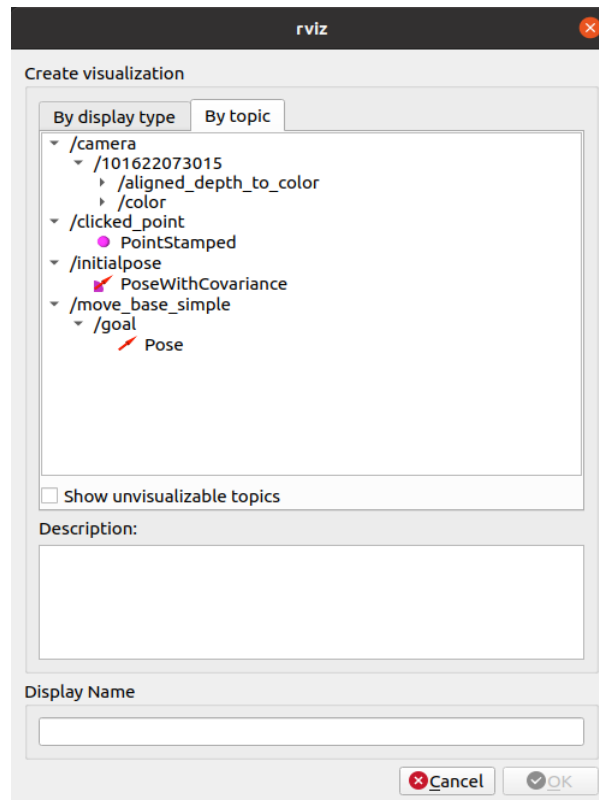 rviz
Create visualization
By display type By topic
/camera
/101622073015
/aligned_depth_to_color
/color
/clicked_point
PointStamped
/initialpose
PoseWithCovariance
/move_base_simple
/goal
Pose
Show unvisualizable topics
Description:
Display Name
Cancel OK